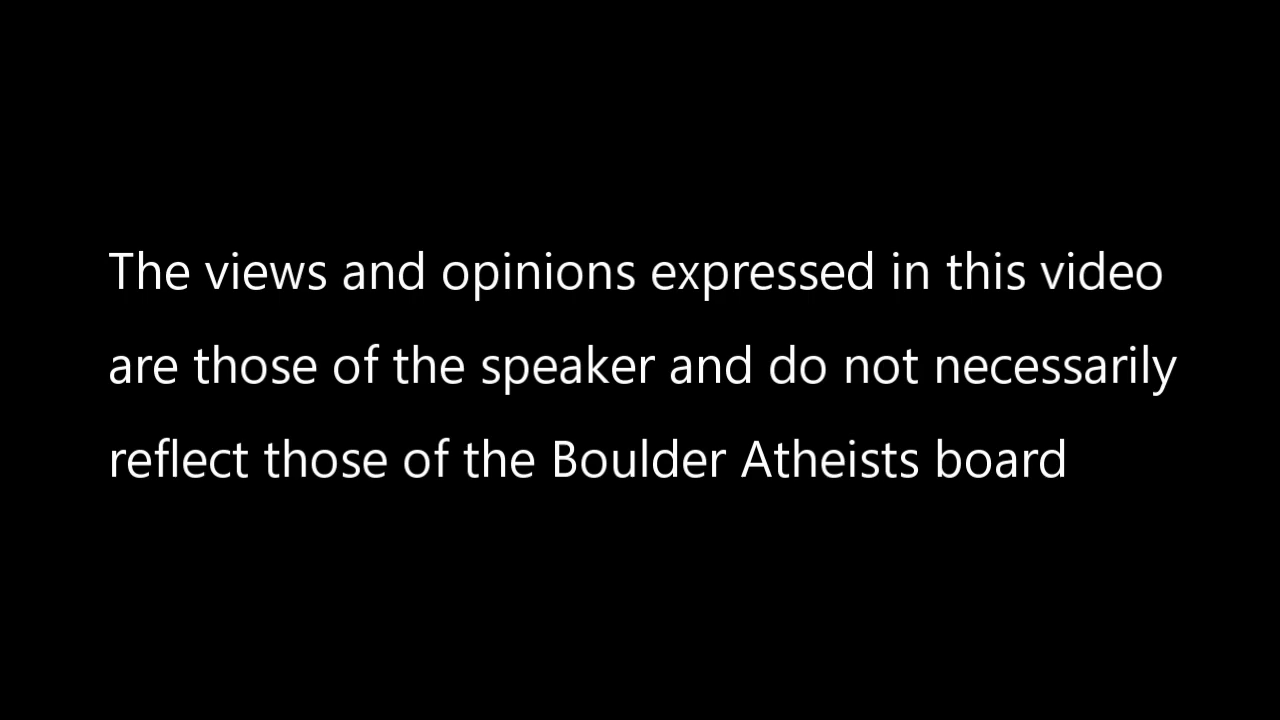 The views and opinions expressed in this video
are those of the speaker and do not necessarily
reflect those of the Boulder Atheists board